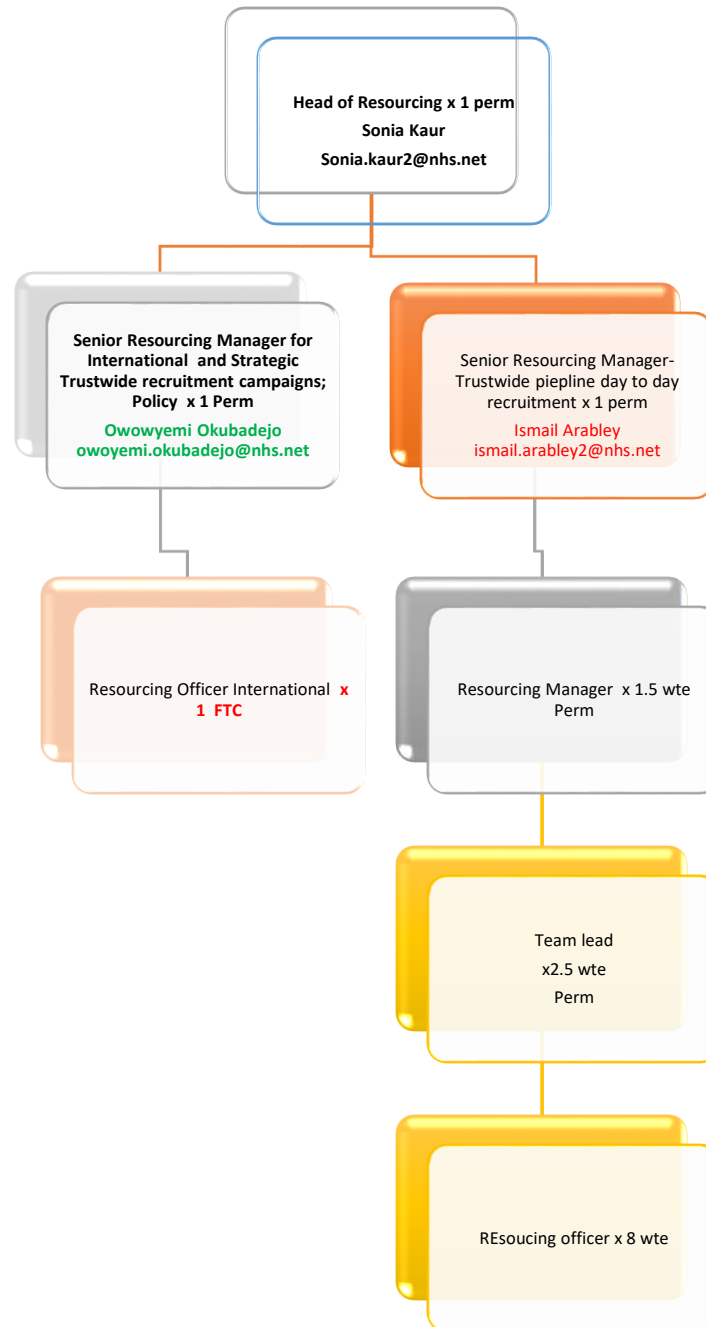 Head of Resourcing x 1 perm
Sonia Kaur
Sonia.kaur2@nhs.net
Senior Resourcing Manager for
International and Strategic
Trustwide recruitment campaigns;
Policy x 1 Perm
Owowyemi Okubadejo
owoyemi.okubadejo@nhs.net
Senior Resourcing Manager-
Trustwide piepline day to day
recruitment x 1 perm
Ismail Arabley
ismail.arabley2@nhs.net
Resourcing Officer International x
1 FTC
Resourcing Manager x 1.5 wte
Perm
Team lead
x2.5 wte
Perm
REsoucing officer x 8 wte